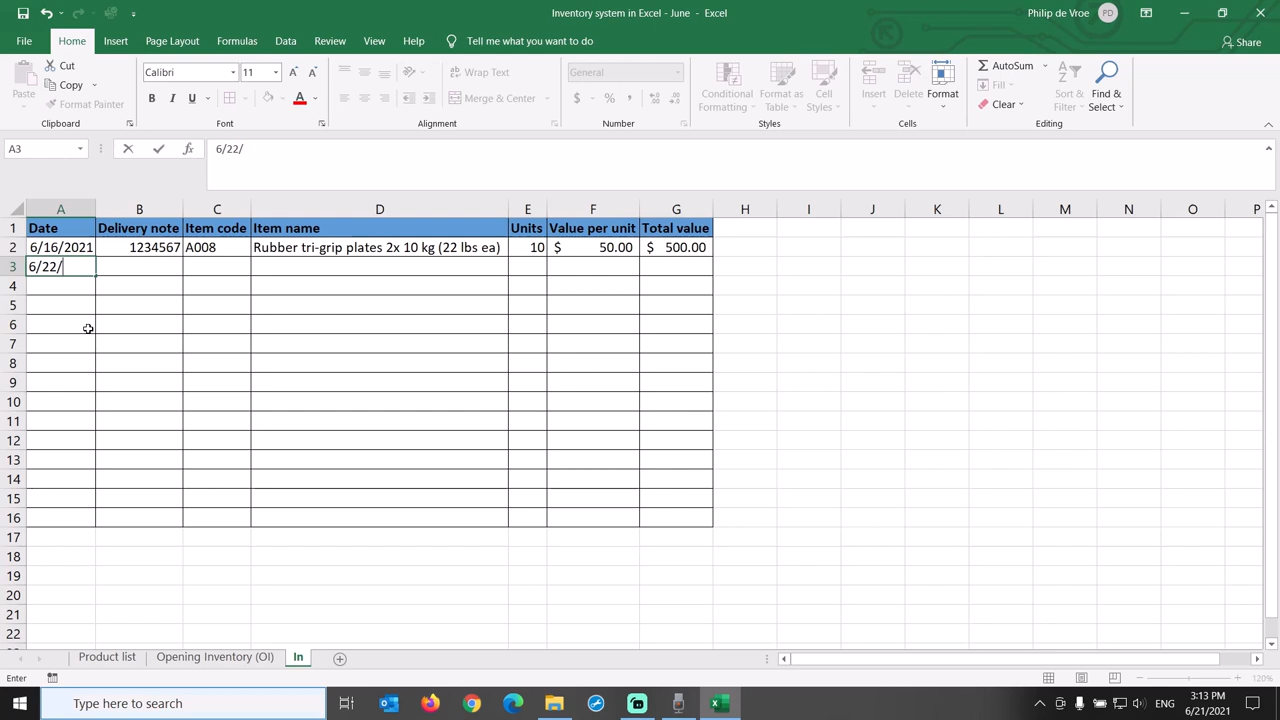 Inventory system in Excel - June - Excel
Philip de Vroe
PD
File Home Insert Page Layout Formulas Data Review View Help Tell me what you want to do
Share
Paste
Cut
Copy
Format Painter
Clipboard
Calibri 11
B I U
Font
Wrap Text
Merge & Center
Alignment
General
$ % ,
Number
Conditional Formatting
Format as Table
Cell Styles
Styles
Insert
Delete
Format
Cells
AutoSum
Fill
Clear
Sort & Filter
Find & Select
Editing
A3
fx
6/22/
A B C D E F G H I J K L M N O P
1 Date Delivery note Item code Item name Units Value per unit Total value
2 6/16/2021 1234567 A008 Rubber tri-grip plates 2x 10 kg (22 lbs ea) 10 $ 50.00 $ 500.00
3 6/22/
4
5
6
7
8
9
10
11
12
13
14
15
16
17
18
19
20
21
22
Product list Opening Inventory (OI) In
Enter
120%
Type here to search
ENG
3:13 PM
6/21/2021